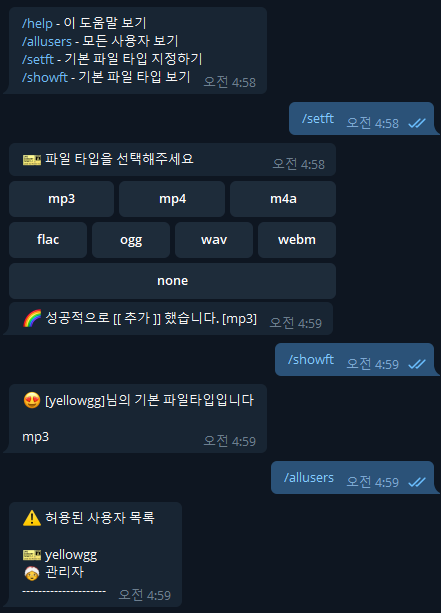 /help - 이 도움말 보기
/allusers - 모든 사용자 보기
/setft - 기본 파일 타입 지정하기
/showft - 기본 파일 타입 보기
오전 4:58
/setft 오전 4:58
🎫 파일 타입을 선택해주세요 오전 4:58
mp3 mp4 m4a
flac ogg wav webm
none
🌈 성공적으로 [[ 추가 ]] 했습니다. [mp3] 오전 4:59
/showft 오전 4:59
😍 [yellowgg]님의 기본 파일타입입니다
mp3
오전 4:59
/allusers 오전 4:59
⚠️ 허용된 사용자 목록
🎫 yellowgg
👳 관리자
--------------------- 오전 4:59